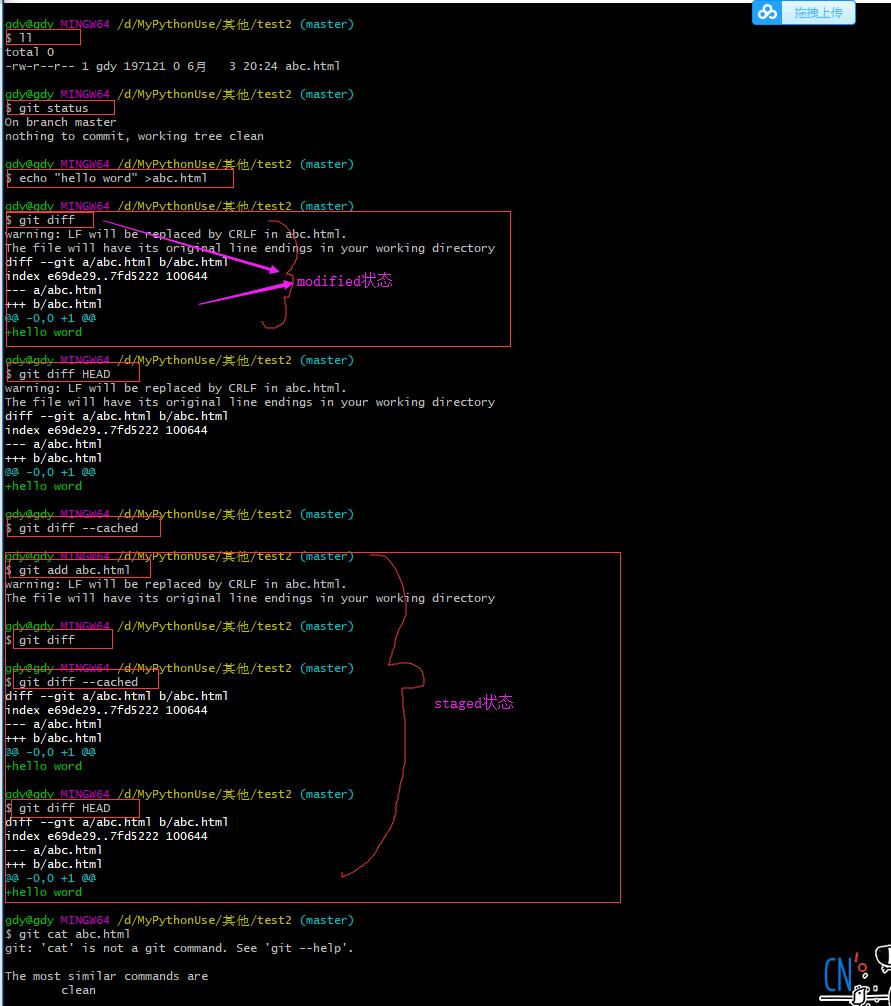 拖拽上传
gdy@gdy MINGW64 /d/MyPythonUse/其他/test2 (master)
$ ll
total 0
-rw-r--r-- 1 gdy 197121 0 6月   3 20:24 abc.html
gdy@gdy MINGW64 /d/MyPythonUse/其他/test2 (master)
$ git status
On branch master
nothing to commit, working tree clean
gdy@gdy MINGW64 /d/MyPythonUse/其他/test2 (master)
$ echo "hello word" >abc.html
gdy@gdy MINGW64 /d/MyPythonUse/其他/test2 (master)
$ git diff
warning: LF will be replaced by CRLF in abc.html.
The file will have its original line endings in your working directory
diff --git a/abc.html b/abc.html
index e69de29..7fd5222 100644
modified状态
--- a/abc.html
+++ b/abc.html
@@ -0,0 +1 @@
+hello word
gdy@gdy MINGW64 /d/MyPythonUse/其他/test2 (master)
$ git diff HEAD
warning: LF will be replaced by CRLF in abc.html.
The file will have its original line endings in your working directory
diff --git a/abc.html b/abc.html
index e69de29..7fd5222 100644
--- a/abc.html
+++ b/abc.html
@@ -0,0 +1 @@
+hello word
gdy@gdy MINGW64 /d/MyPythonUse/其他/test2 (master)
$ git diff --cached
gdy@gdy MINGW64 /d/MyPythonUse/其他/test2 (master)
$ git add abc.html
warning: LF will be replaced by CRLF in abc.html.
The file will have its original line endings in your working directory
gdy@gdy MINGW64 /d/MyPythonUse/其他/test2 (master)
$ git diff
gdy@gdy MINGW64 /d/MyPythonUse/其他/test2 (master)
$ git diff --cached
diff --git a/abc.html b/abc.html
index e69de29..7fd5222 100644
staged状态
--- a/abc.html
+++ b/abc.html
@@ -0,0 +1 @@
+hello word
gdy@gdy MINGW64 /d/MyPythonUse/其他/test2 (master)
$ git diff HEAD
diff --git a/abc.html b/abc.html
index e69de29..7fd5222 100644
--- a/abc.html
+++ b/abc.html
@@ -0,0 +1 @@
+hello word
gdy@gdy MINGW64 /d/MyPythonUse/其他/test2 (master)
$ git cat abc.html
git: 'cat' is not a git command. See 'git --help'.
The most similar commands are
clean
CN